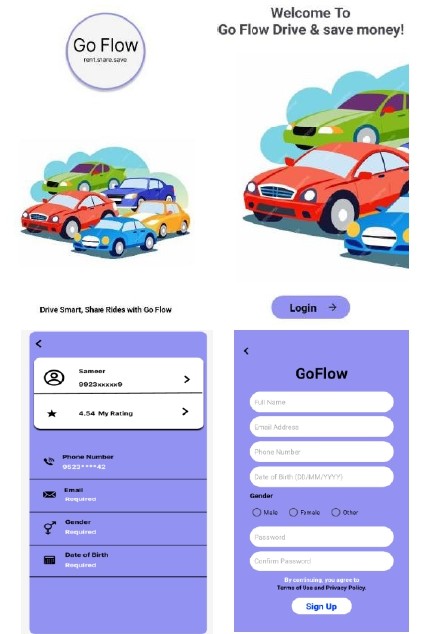 Go Flow
rent.share.save
Drive Smart, Share Rides with Go Flow
Welcome To
Go Flow Drive & save money!
Login
Sameer
9923xxxxx9
4.54 My Rating
Phone Number
9523****42
Email
Required
Gender
Required
Date of Birth
Required
GoFlow
Full Name
Email Address
Phone Number
Date of Birth (DD/MM/YYYY)
Gender
Male Female Other
Password
Confirm Password
By continuing, you agree to
Terms of Use and Privacy Policy.
Sign Up